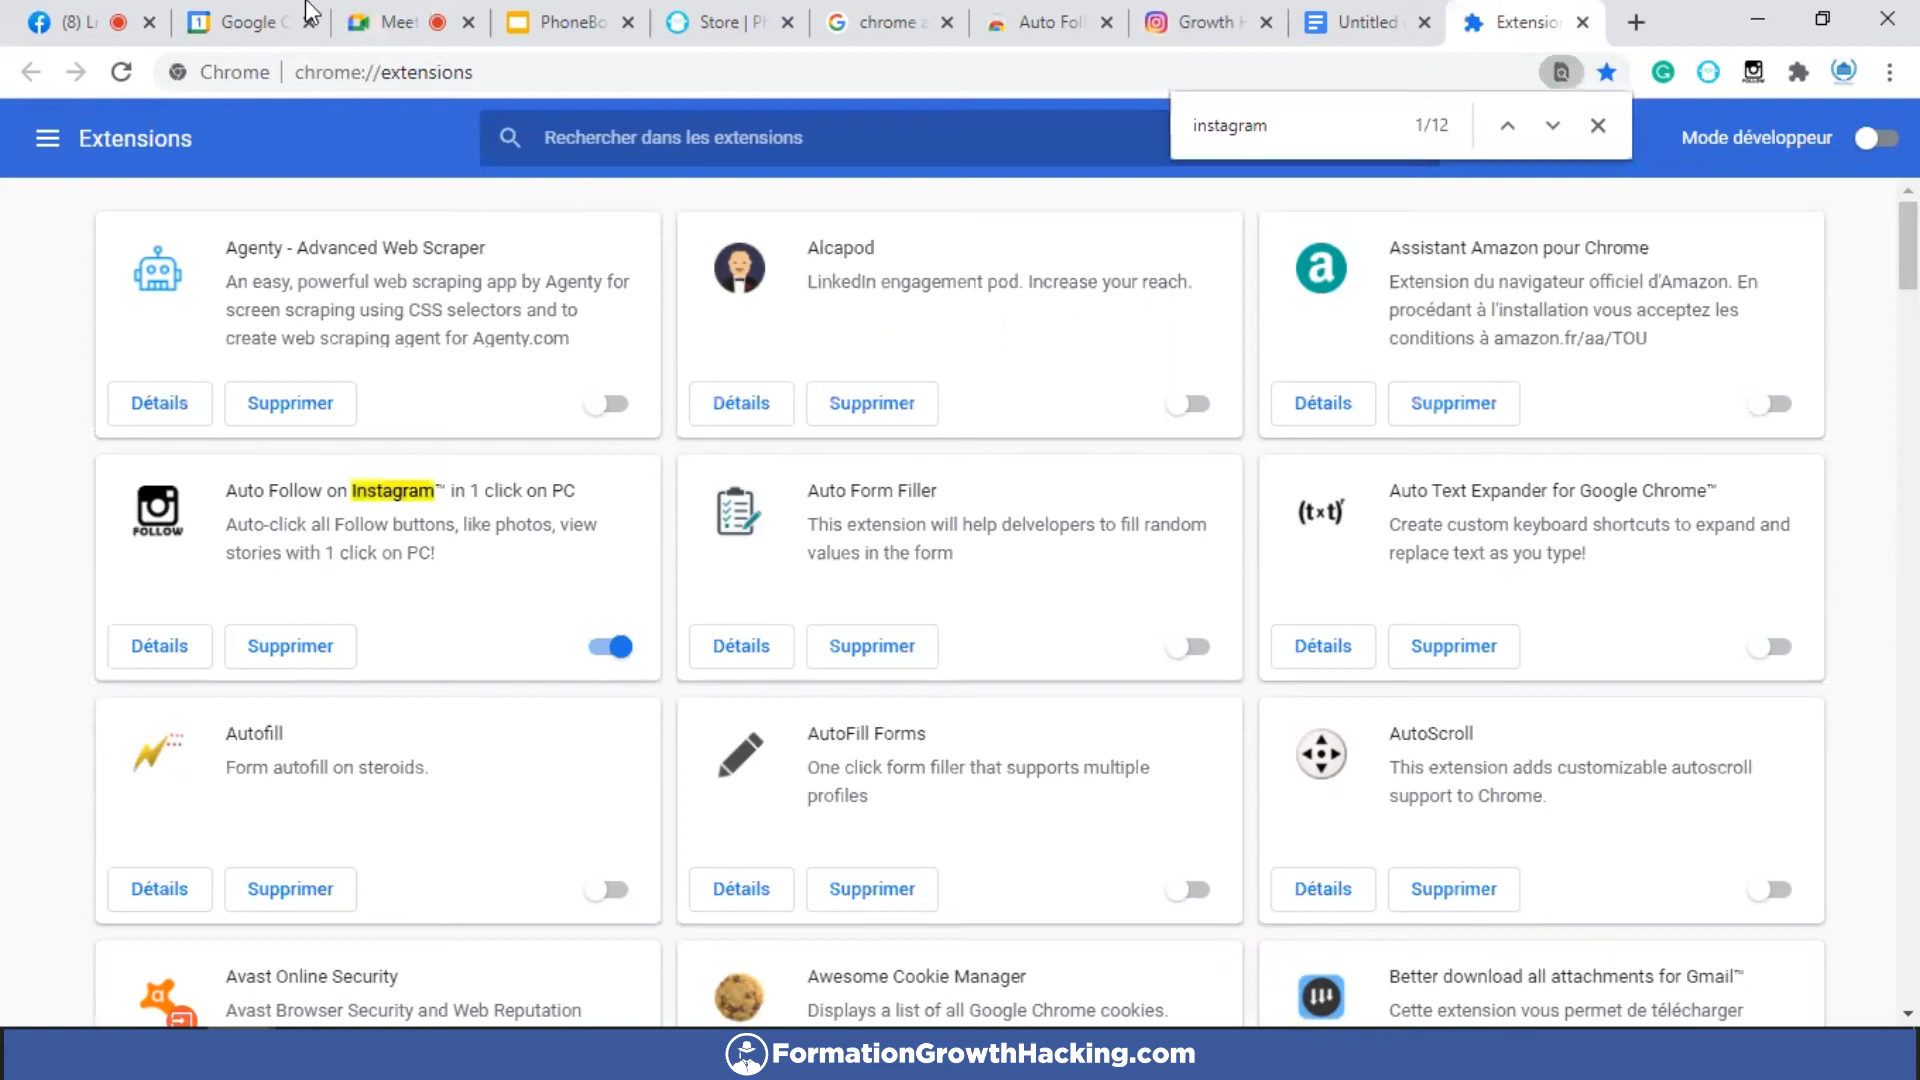 (8) Li
Google C
Meet
PhoneBo
Store | Ph
chrome a
Auto Foll
Growth H
Untitled
Extension
Chrome
chrome://extensions
Extensions
Rechercher dans les extensions
instagram
1/12
Mode développeur
Agenty - Advanced Web Scraper
An easy, powerful web scraping app by Agenty for
screen scraping using CSS selectors and to
create web scraping agent for Agenty.com
Détails
Supprimer
Alcapod
LinkedIn engagement pod. Increase your reach.
Détails
Supprimer
Assistant Amazon pour Chrome
Extension du navigateur officiel d'Amazon. En
procédant à l'installation vous acceptez les
conditions à amazon.fr/aa/TOU
Détails
Supprimer
FOLLOW
Auto Follow on Instagram™ in 1 click on PC
Auto-click all Follow buttons, like photos, view
stories with 1 click on PC!
Détails
Supprimer
Auto Form Filler
This extension will help delvelopers to fill random
values in the form
Détails
Supprimer
(txt)
Auto Text Expander for Google Chrome™
Create custom keyboard shortcuts to expand and
replace text as you type!
Détails
Supprimer
Autofill
Form autofill on steroids.
Détails
Supprimer
AutoFill Forms
One click form filler that supports multiple
profiles
Détails
Supprimer
AutoScroll
This extension adds customizable autoscroll
support to Chrome.
Détails
Supprimer
Avast Online Security
Avast Browser Security and Web Reputation
Awesome Cookie Manager
Displays a list of all Google Chrome cookies.
Better download all attachments for Gmail™
Cette extension vous permet de télécharger
FormationGrowthHacking.com